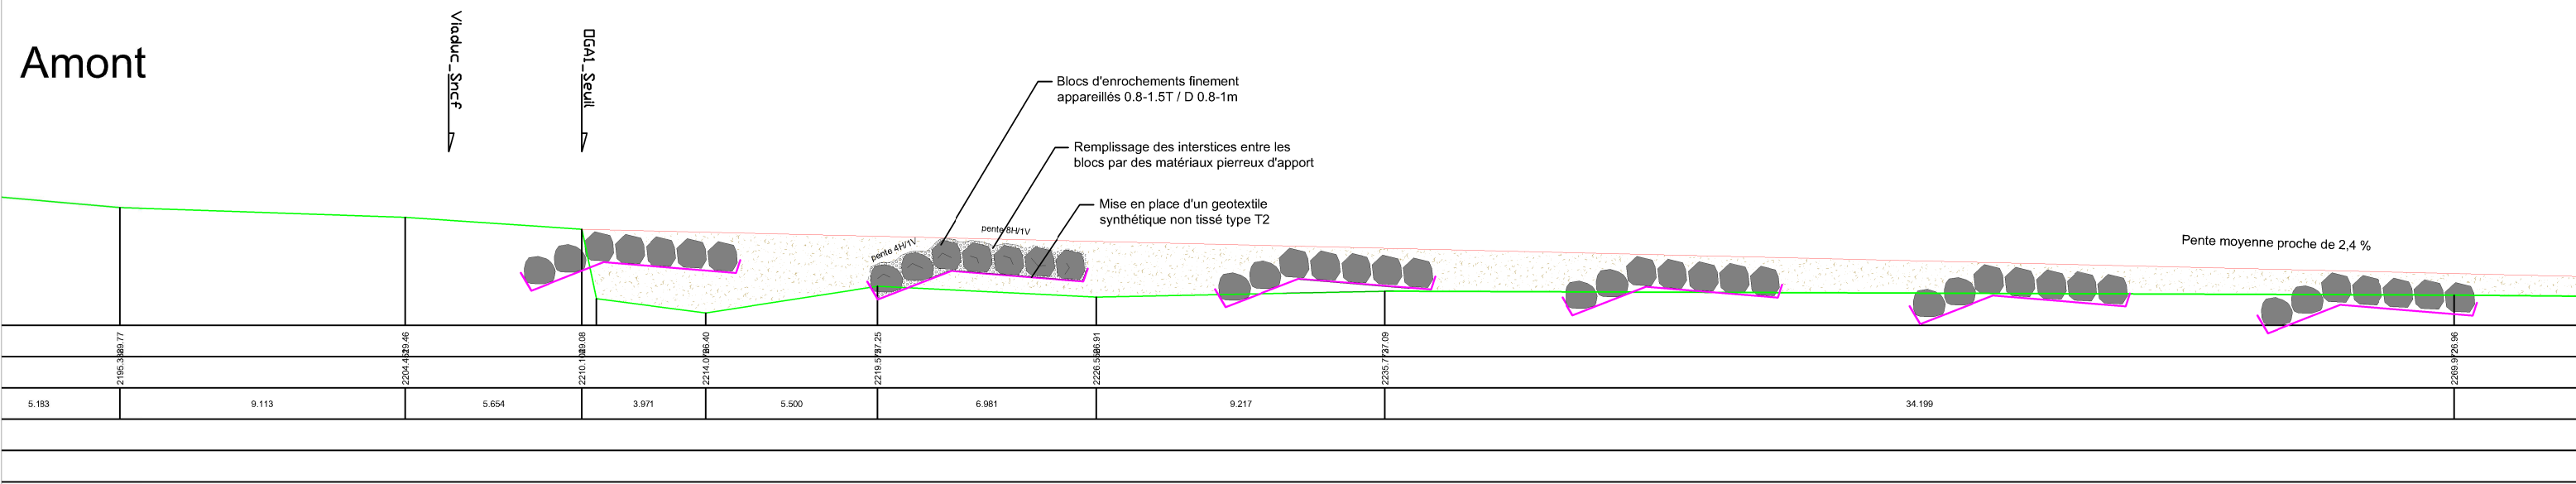 Amont
Viaduc_Sncf
OGA1_Seuil
Blocs d'enrochements finement
appareillés 0.8-1.5T / D 0.8-1m
Remplissage des interstices entre les
blocs par des matériaux pierreux d'apport
Mise en place d'un geotextile
synthétique non tissé type T2
pente 4H/1V
pente 8H/1V
Pente moyenne proche de 2,4 %
5.183
9.113
5.654
3.971
5.500
6.981
9.217
34.199